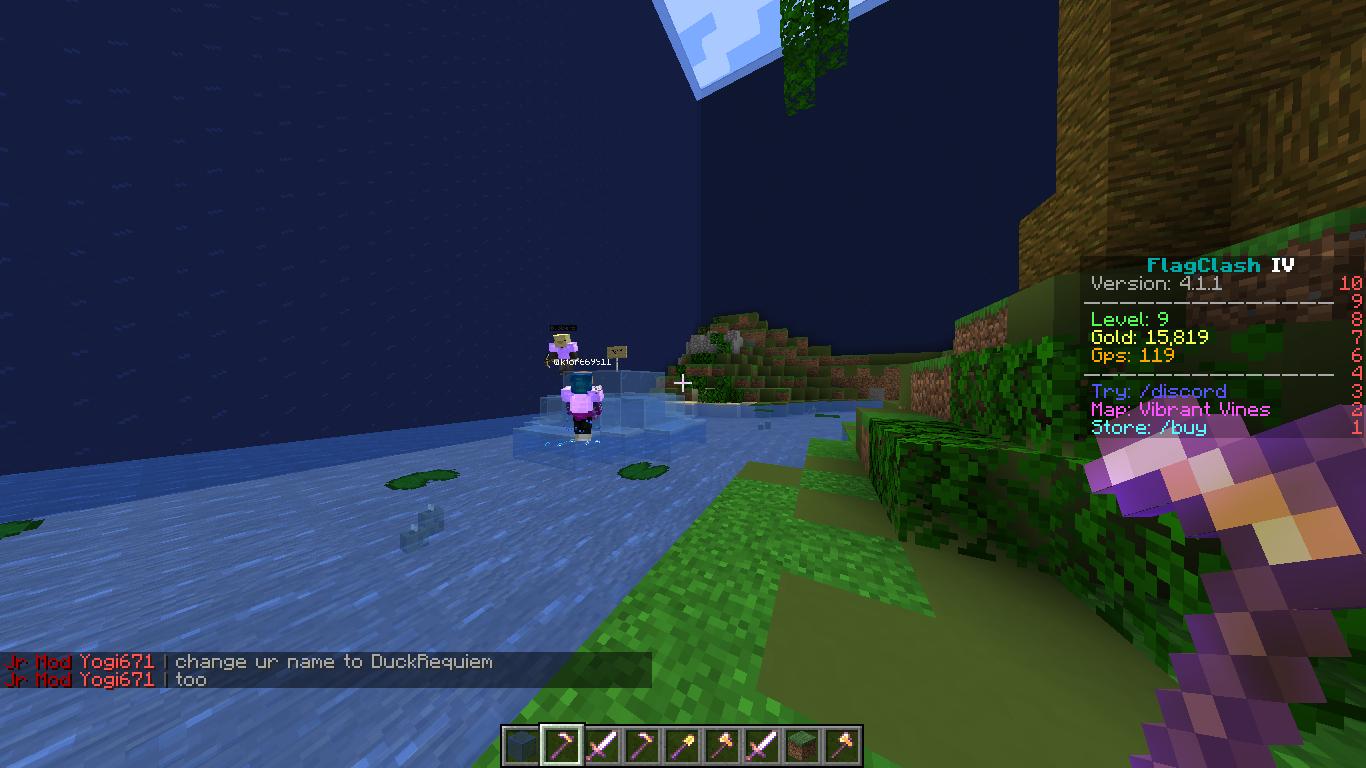 FlagClash IV
Version: 4.1.1 10
9
Level: 9 8
Gold: 15,819 7
Gps: 119 6
4
Try: /discord 3
Map: Vibrant Vines 2
Store: /buy 1
Jr. Mod Yogi671 | change ur name to DuckRequiem
Jr. Mod Yogi671 | too